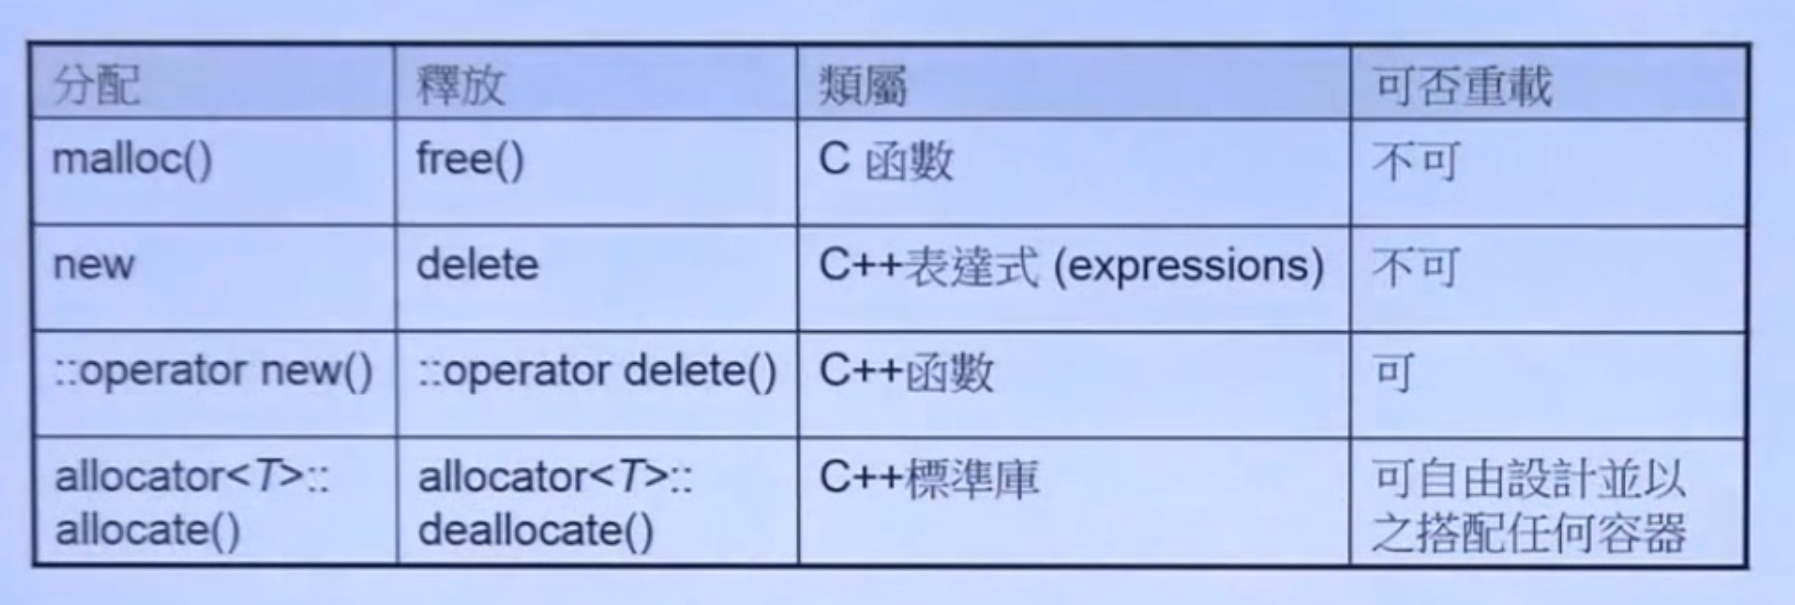 分配 釋放 類屬 可否重載
malloc() free() C 函數 不可
new delete C++表達式 (expressions) 不可
::operator new() ::operator delete() C++函數 可
allocator<T>:: allocator<T>:: C++標準庫 可自由設計並以
allocate() deallocate() 之搭配任何容器